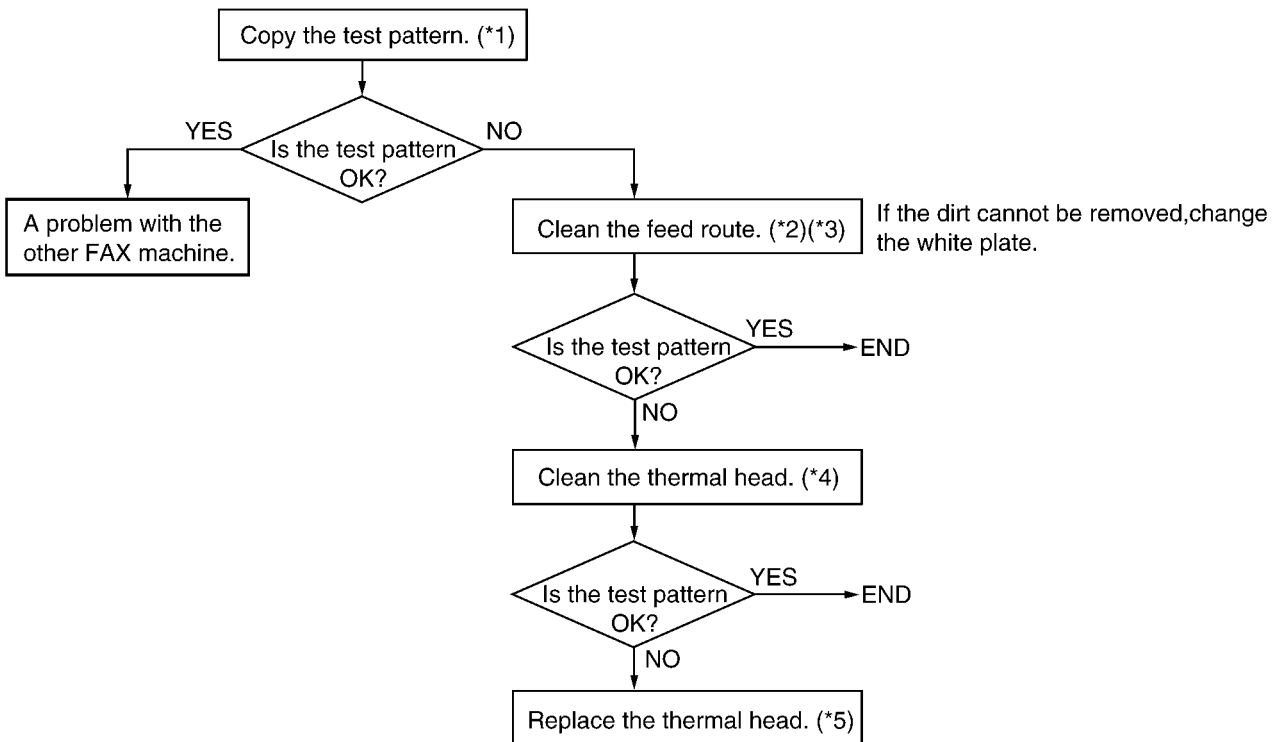 Copy the test pattern. (*1)
YES
NO
Is the test pattern
OK?
A problem with the
other FAX machine.
Clean the feed route. (*2)(*3)
If the dirt cannot be removed,change
the white plate.
Is the test pattern
OK?
YES
END
NO
Clean the thermal head. (*4)
Is the test pattern
OK?
YES
END
NO
Replace the thermal head. (*5)